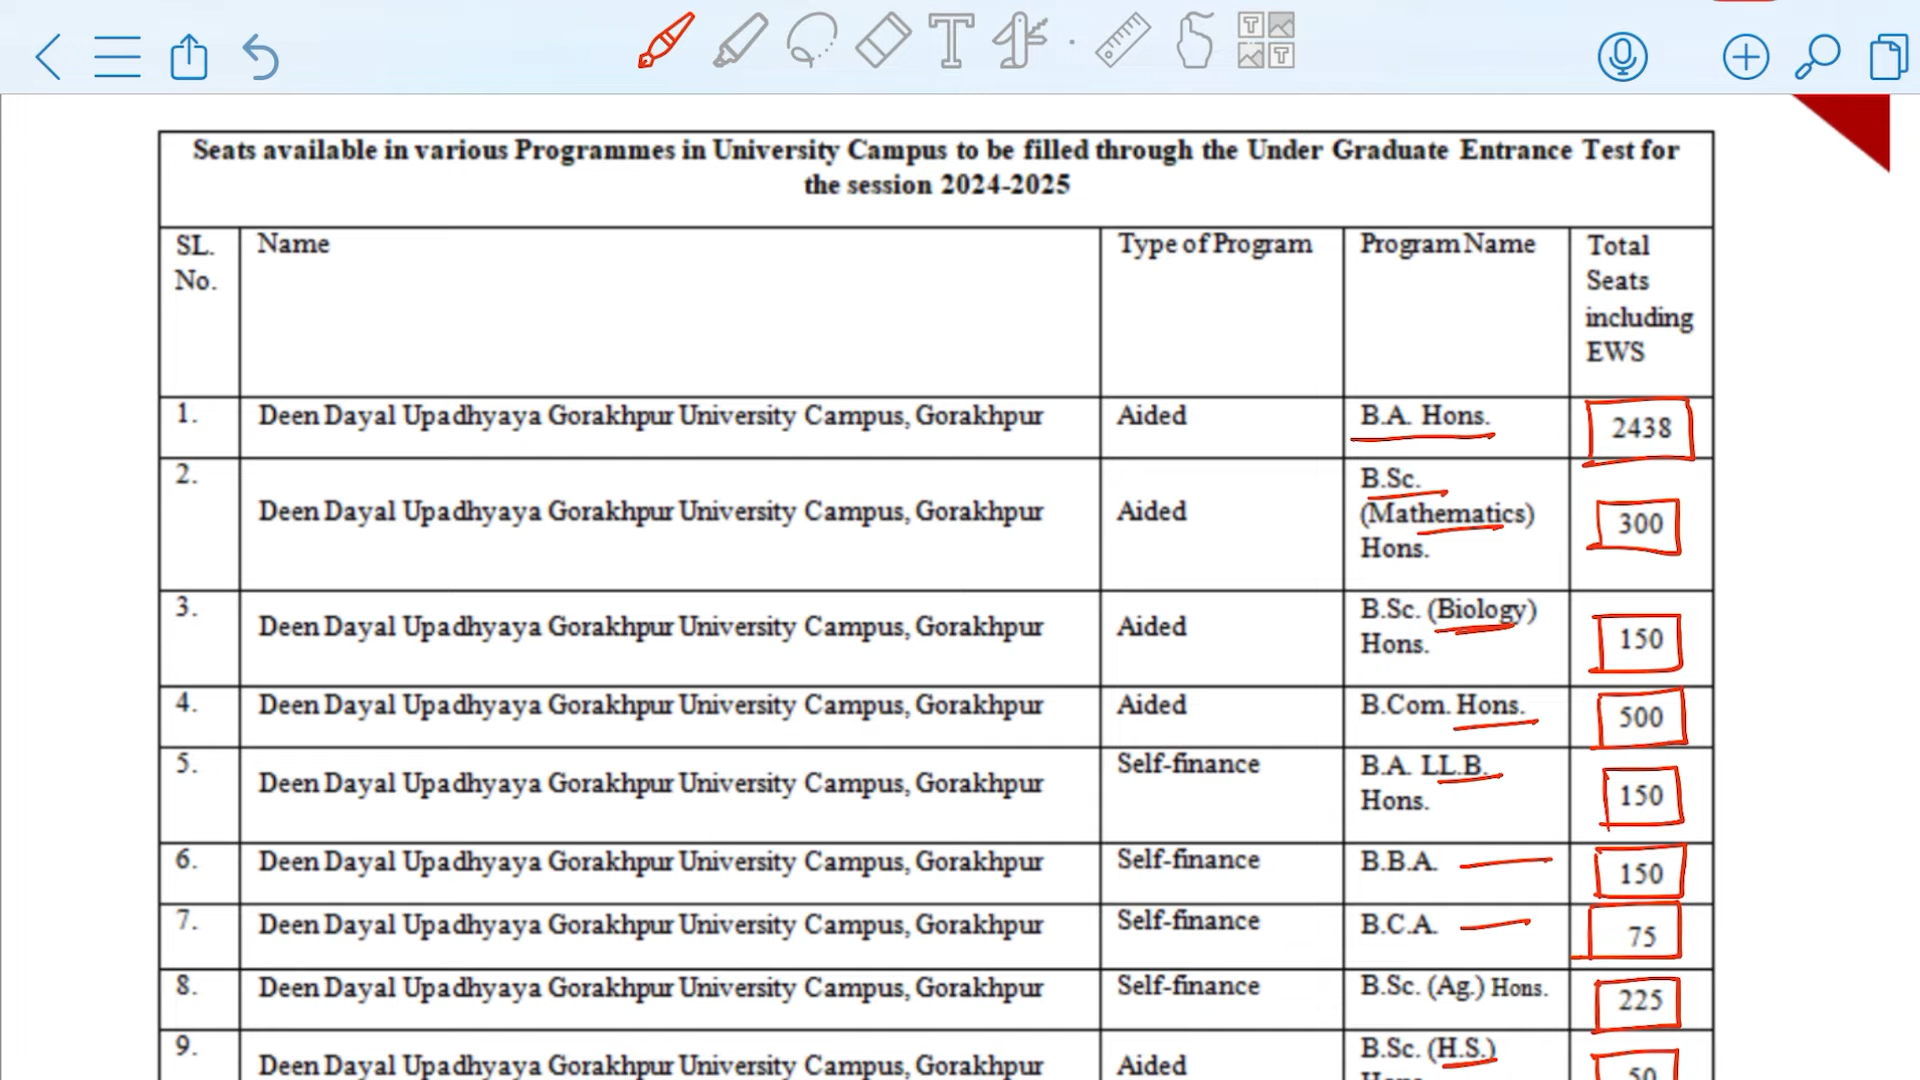 Seats available in various Programmes in University Campus to be filled through the Under Graduate Entrance Test for
the session 2024-2025
SL.
No.
Name
Type of Program
Program Name
Total
Seats
including
EWS
1.
Deen Dayal Upadhyaya Gorakhpur University Campus, Gorakhpur
Aided
B.A. Hons.
2438
2.
Deen Dayal Upadhyaya Gorakhpur University Campus, Gorakhpur
Aided
B.Sc.
(Mathematics)
Hons.
300
3.
Deen Dayal Upadhyaya Gorakhpur University Campus, Gorakhpur
Aided
B.Sc. (Biology)
Hons.
150
4.
Deen Dayal Upadhyaya Gorakhpur University Campus, Gorakhpur
Aided
B.Com. Hons.
500
5.
Deen Dayal Upadhyaya Gorakhpur University Campus, Gorakhpur
Self-finance
B.A. LL.B.
Hons.
150
6.
Deen Dayal Upadhyaya Gorakhpur University Campus, Gorakhpur
Self-finance
B.B.A.
150
7.
Deen Dayal Upadhyaya Gorakhpur University Campus, Gorakhpur
Self-finance
B.C.A.
75
8.
Deen Dayal Upadhyaya Gorakhpur University Campus, Gorakhpur
Self-finance
B.Sc. (Ag.) Hons.
225
9.
Deen Dayal Upadhyaya Gorakhpur University Campus, Gorakhpur
Aided
B.Sc. (H.S.)
50